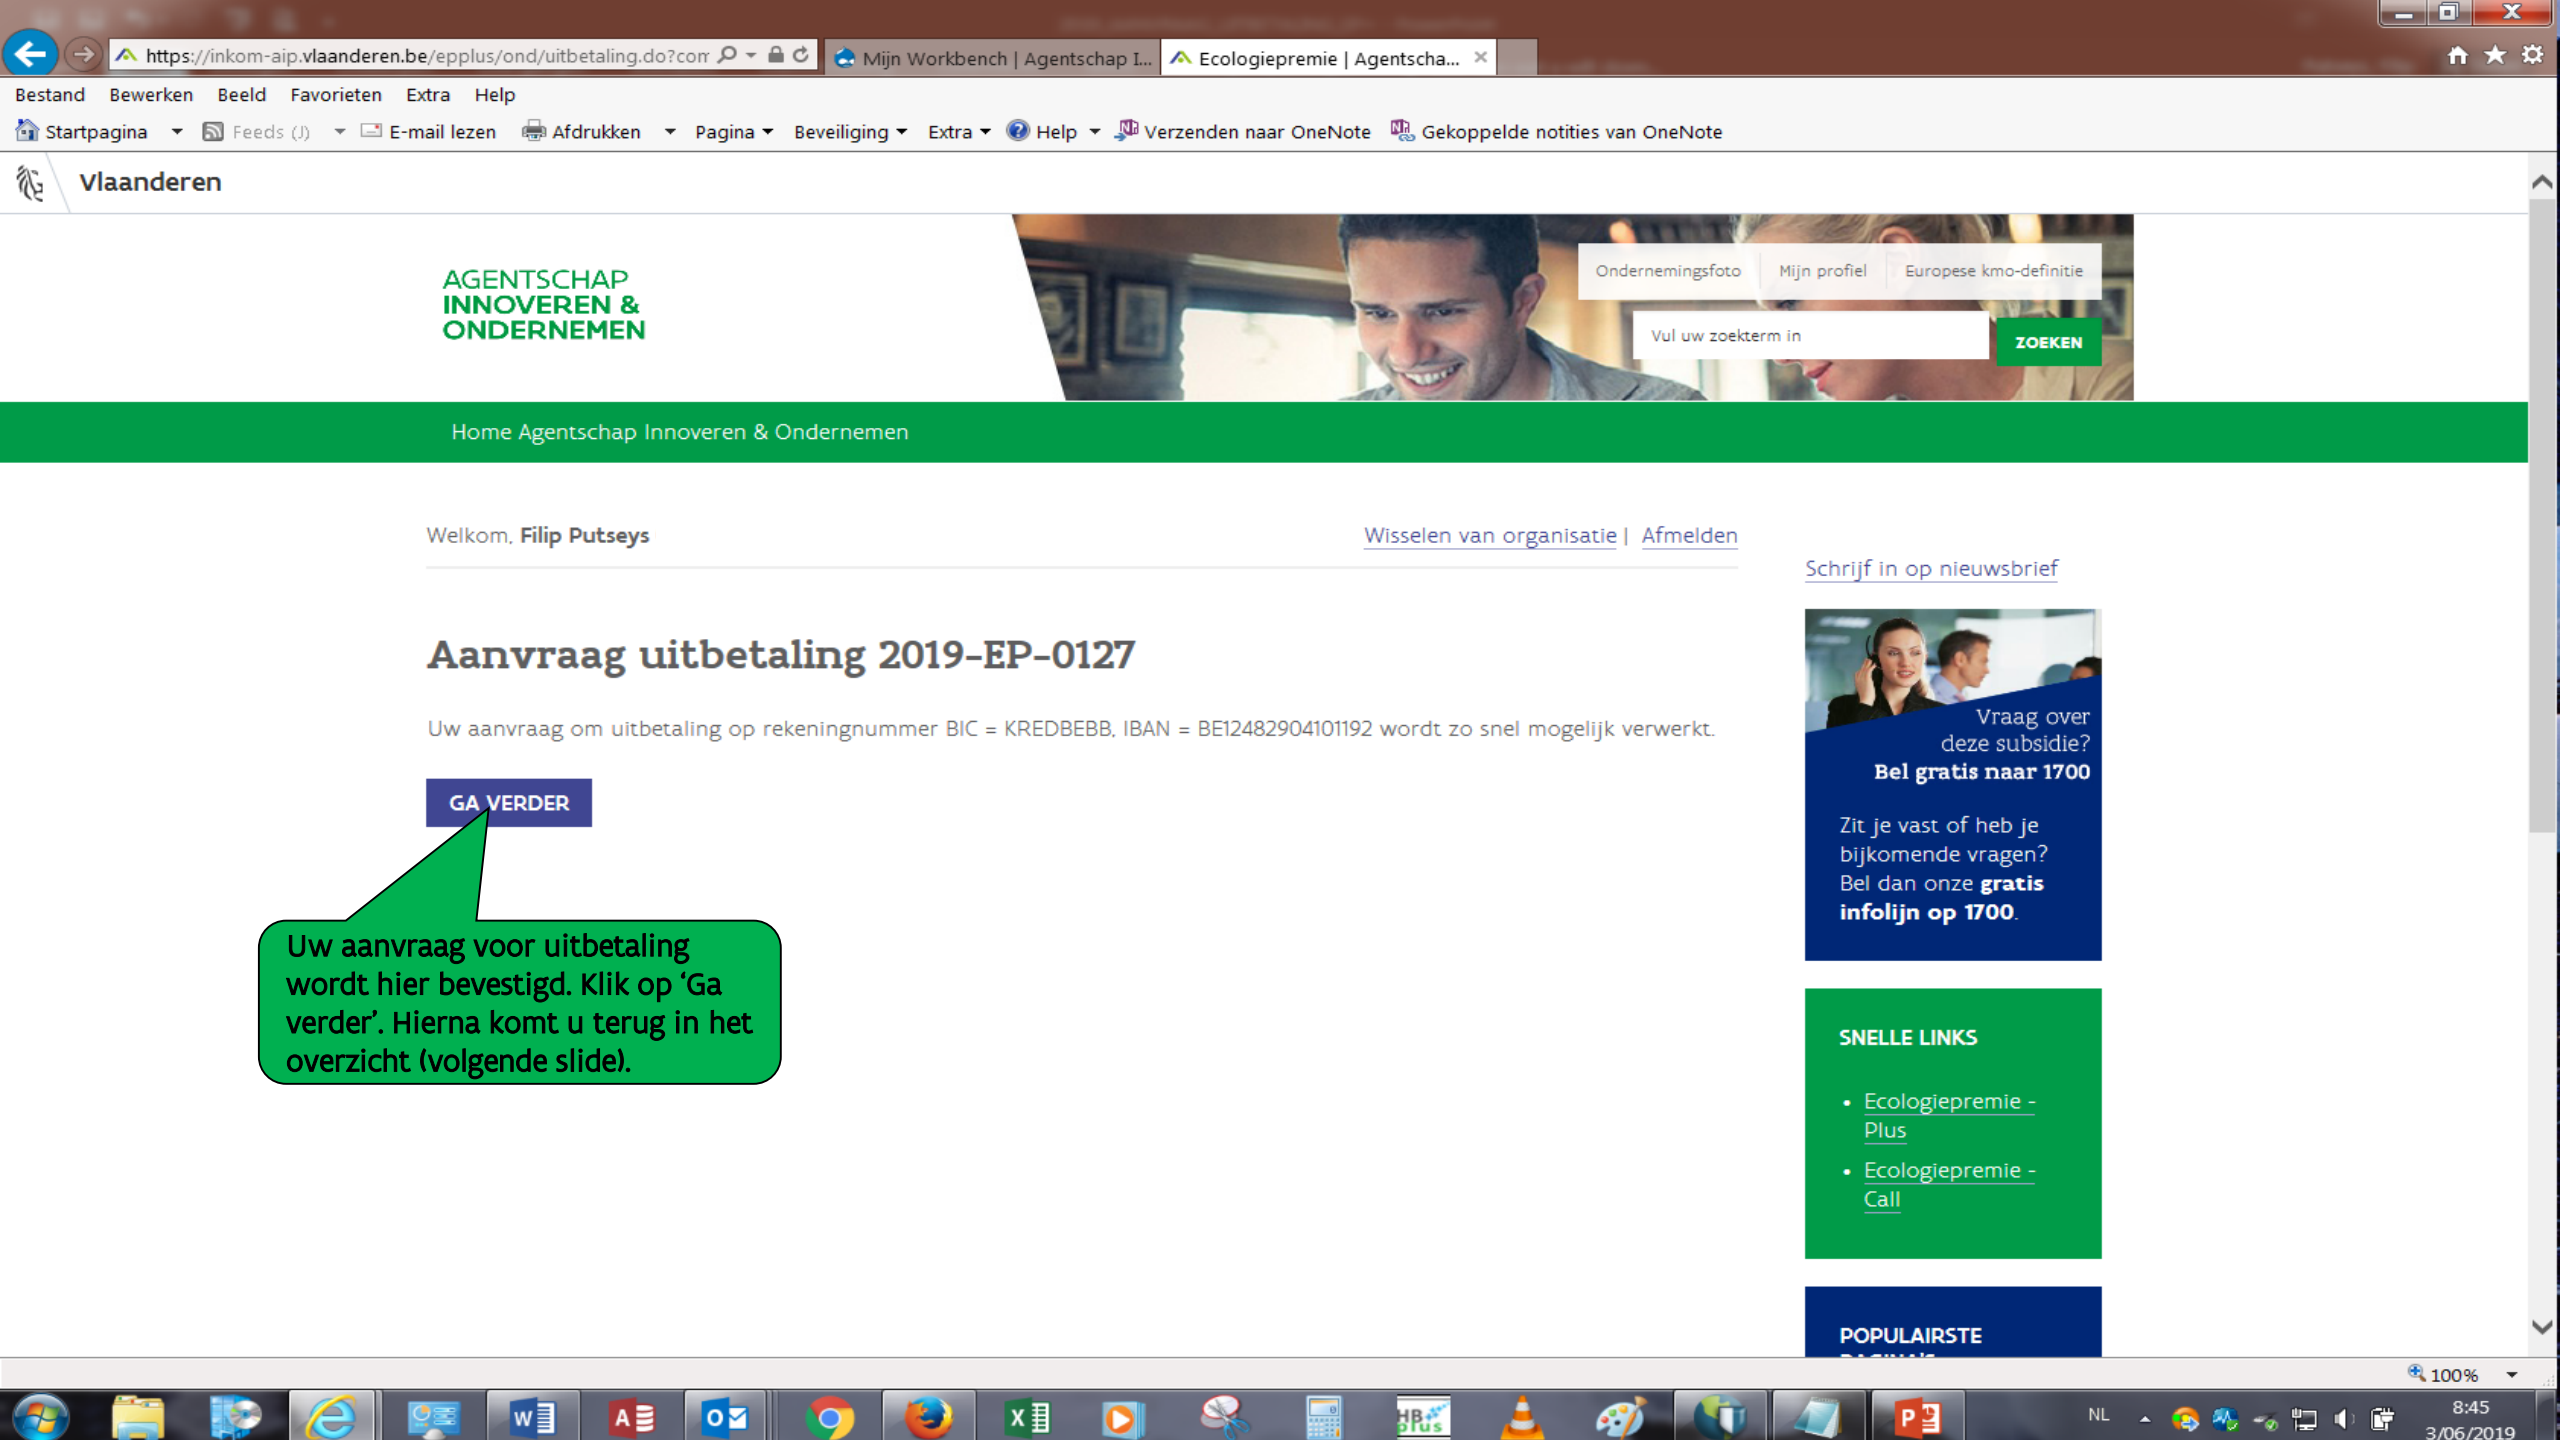 https://inkom-aip.vlaanderen.be/epplus/ond/uitbetaling.do?com
Mijn Workbench | Agentschap I...
Ecologiepremie | Agentscha...
Bestand Bewerken Beeld Favorieten Extra Help
Startpagina Feeds (J) E-mail lezen Afdrukken Pagina Beveiliging Extra Help Verzenden naar OneNote Gekoppelde notities van OneNote
Vlaanderen
AGENTSCHAP
INNOVEREN &
ONDERNEMEN
Ondernemingsfoto Mijn profiel Europese kmo-definitie
Vul uw zoekterm in
ZOEKEN
Home Agentschap Innoveren & Ondernemen
Welkom, Filip Putseys
Wisselen van organisatie | Afmelden
Aanvraag uitbetaling 2019-EP-0127
Uw aanvraag om uitbetaling op rekeningnummer BIC = KREDBEBB, IBAN = BE12482904101192 wordt zo snel mogelijk verwerkt.
GA VERDER
Uw aanvraag voor uitbetaling
wordt hier bevestigd. Klik op ‘Ga
verder’. Hierna komt u terug in het
overzicht (volgende slide).
Schrijf in op nieuwsbrief
Vraag over
deze subsidie?
Bel gratis naar 1700
Zit je vast of heb je
bijkomende vragen?
Bel dan onze gratis
infolijn op 1700.
SNELLE LINKS
• Ecologiepremie -
Plus
• Ecologiepremie -
Call
POPULAIRSTE
100%
HB
plus
NL
8:45
3/06/2019